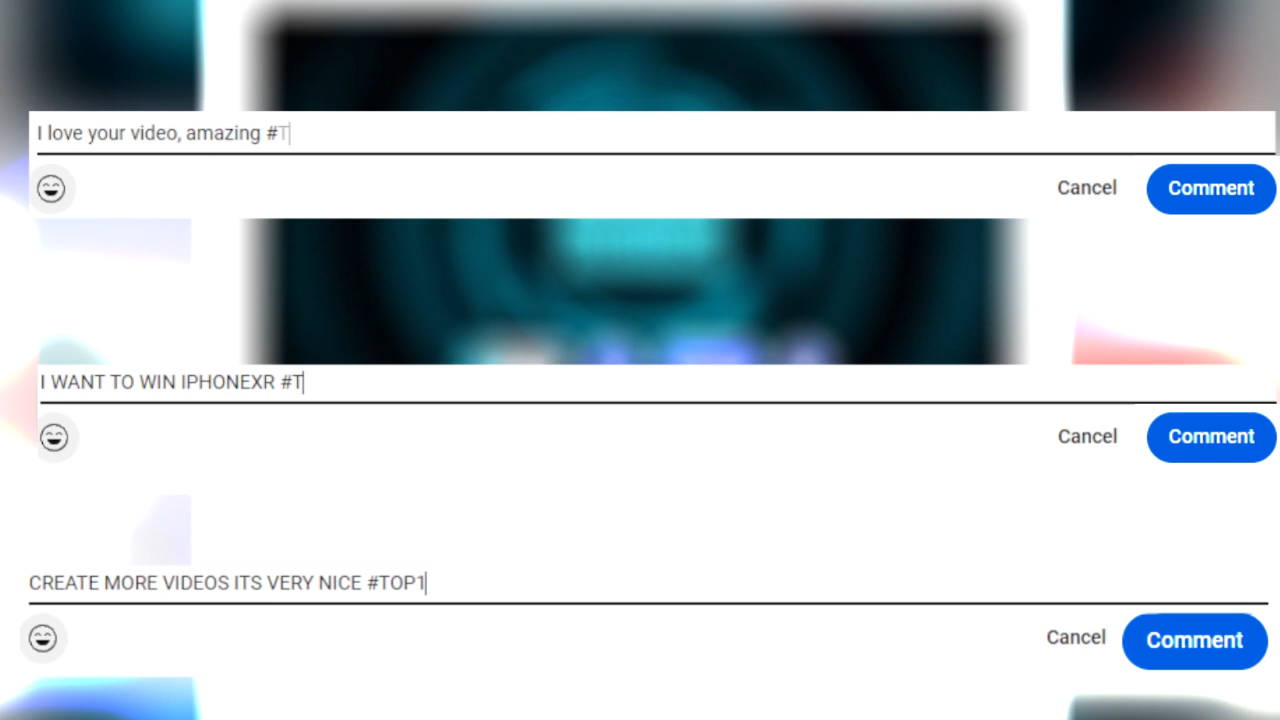 I love your video, amazing #T
Cancel
Comment
I WANT TO WIN IPHONEXR #T
Cancel
Comment
CREATE MORE VIDEOS ITS VERY NICE #TOP1
Cancel
Comment